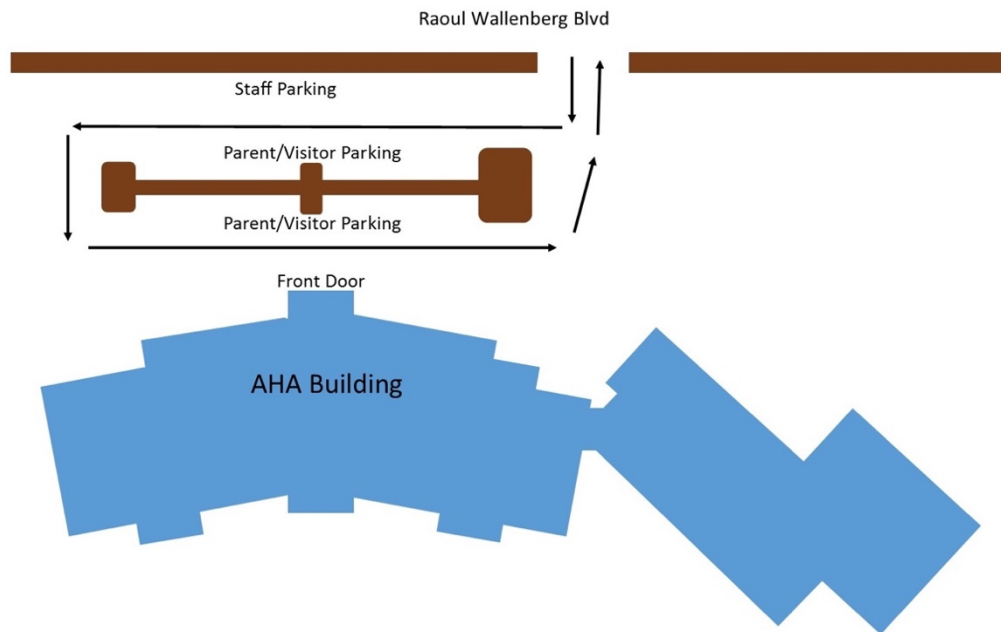 Raoul Wallenberg Blvd
Staff Parking
Parent/Visitor Parking
Parent/Visitor Parking
Front Door
AHA Building